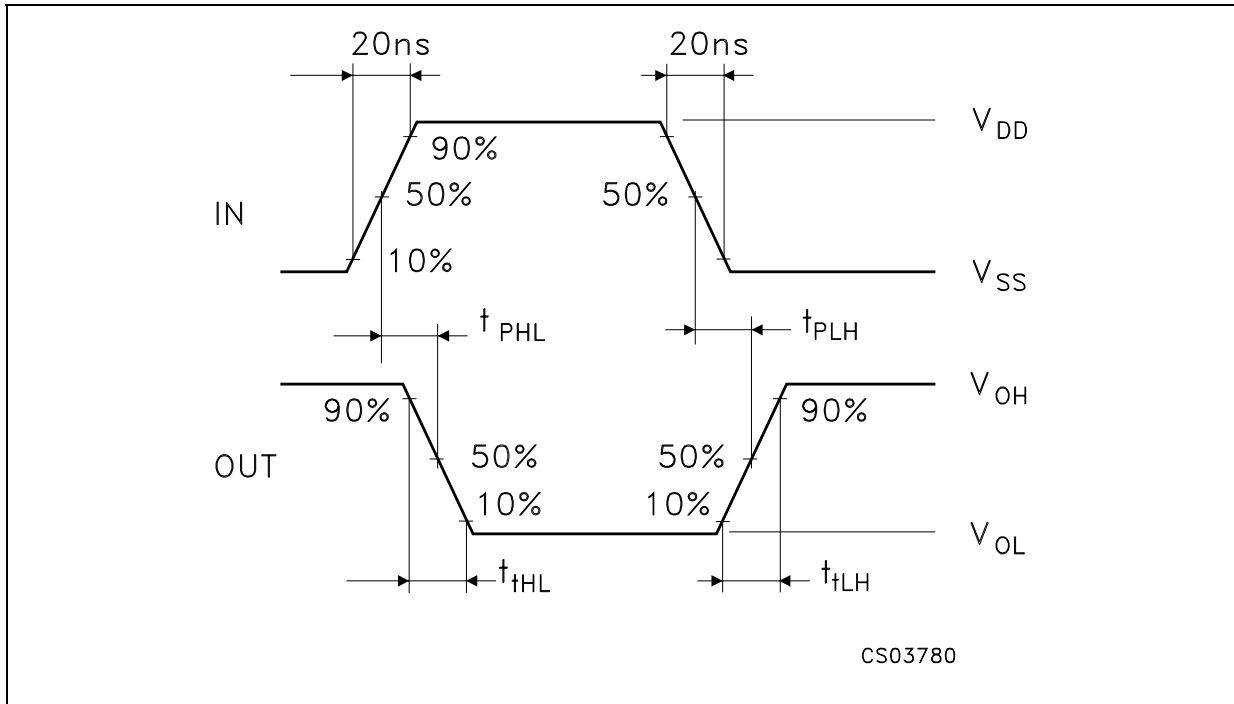 20ns 20ns
V DD
90%
50% 50%
IN
10%
V SS
t PHL t PLH
V OH
90% 90%
50% 50%
OUT
10% 10%
V OL
t tHL t tLH
CS03780